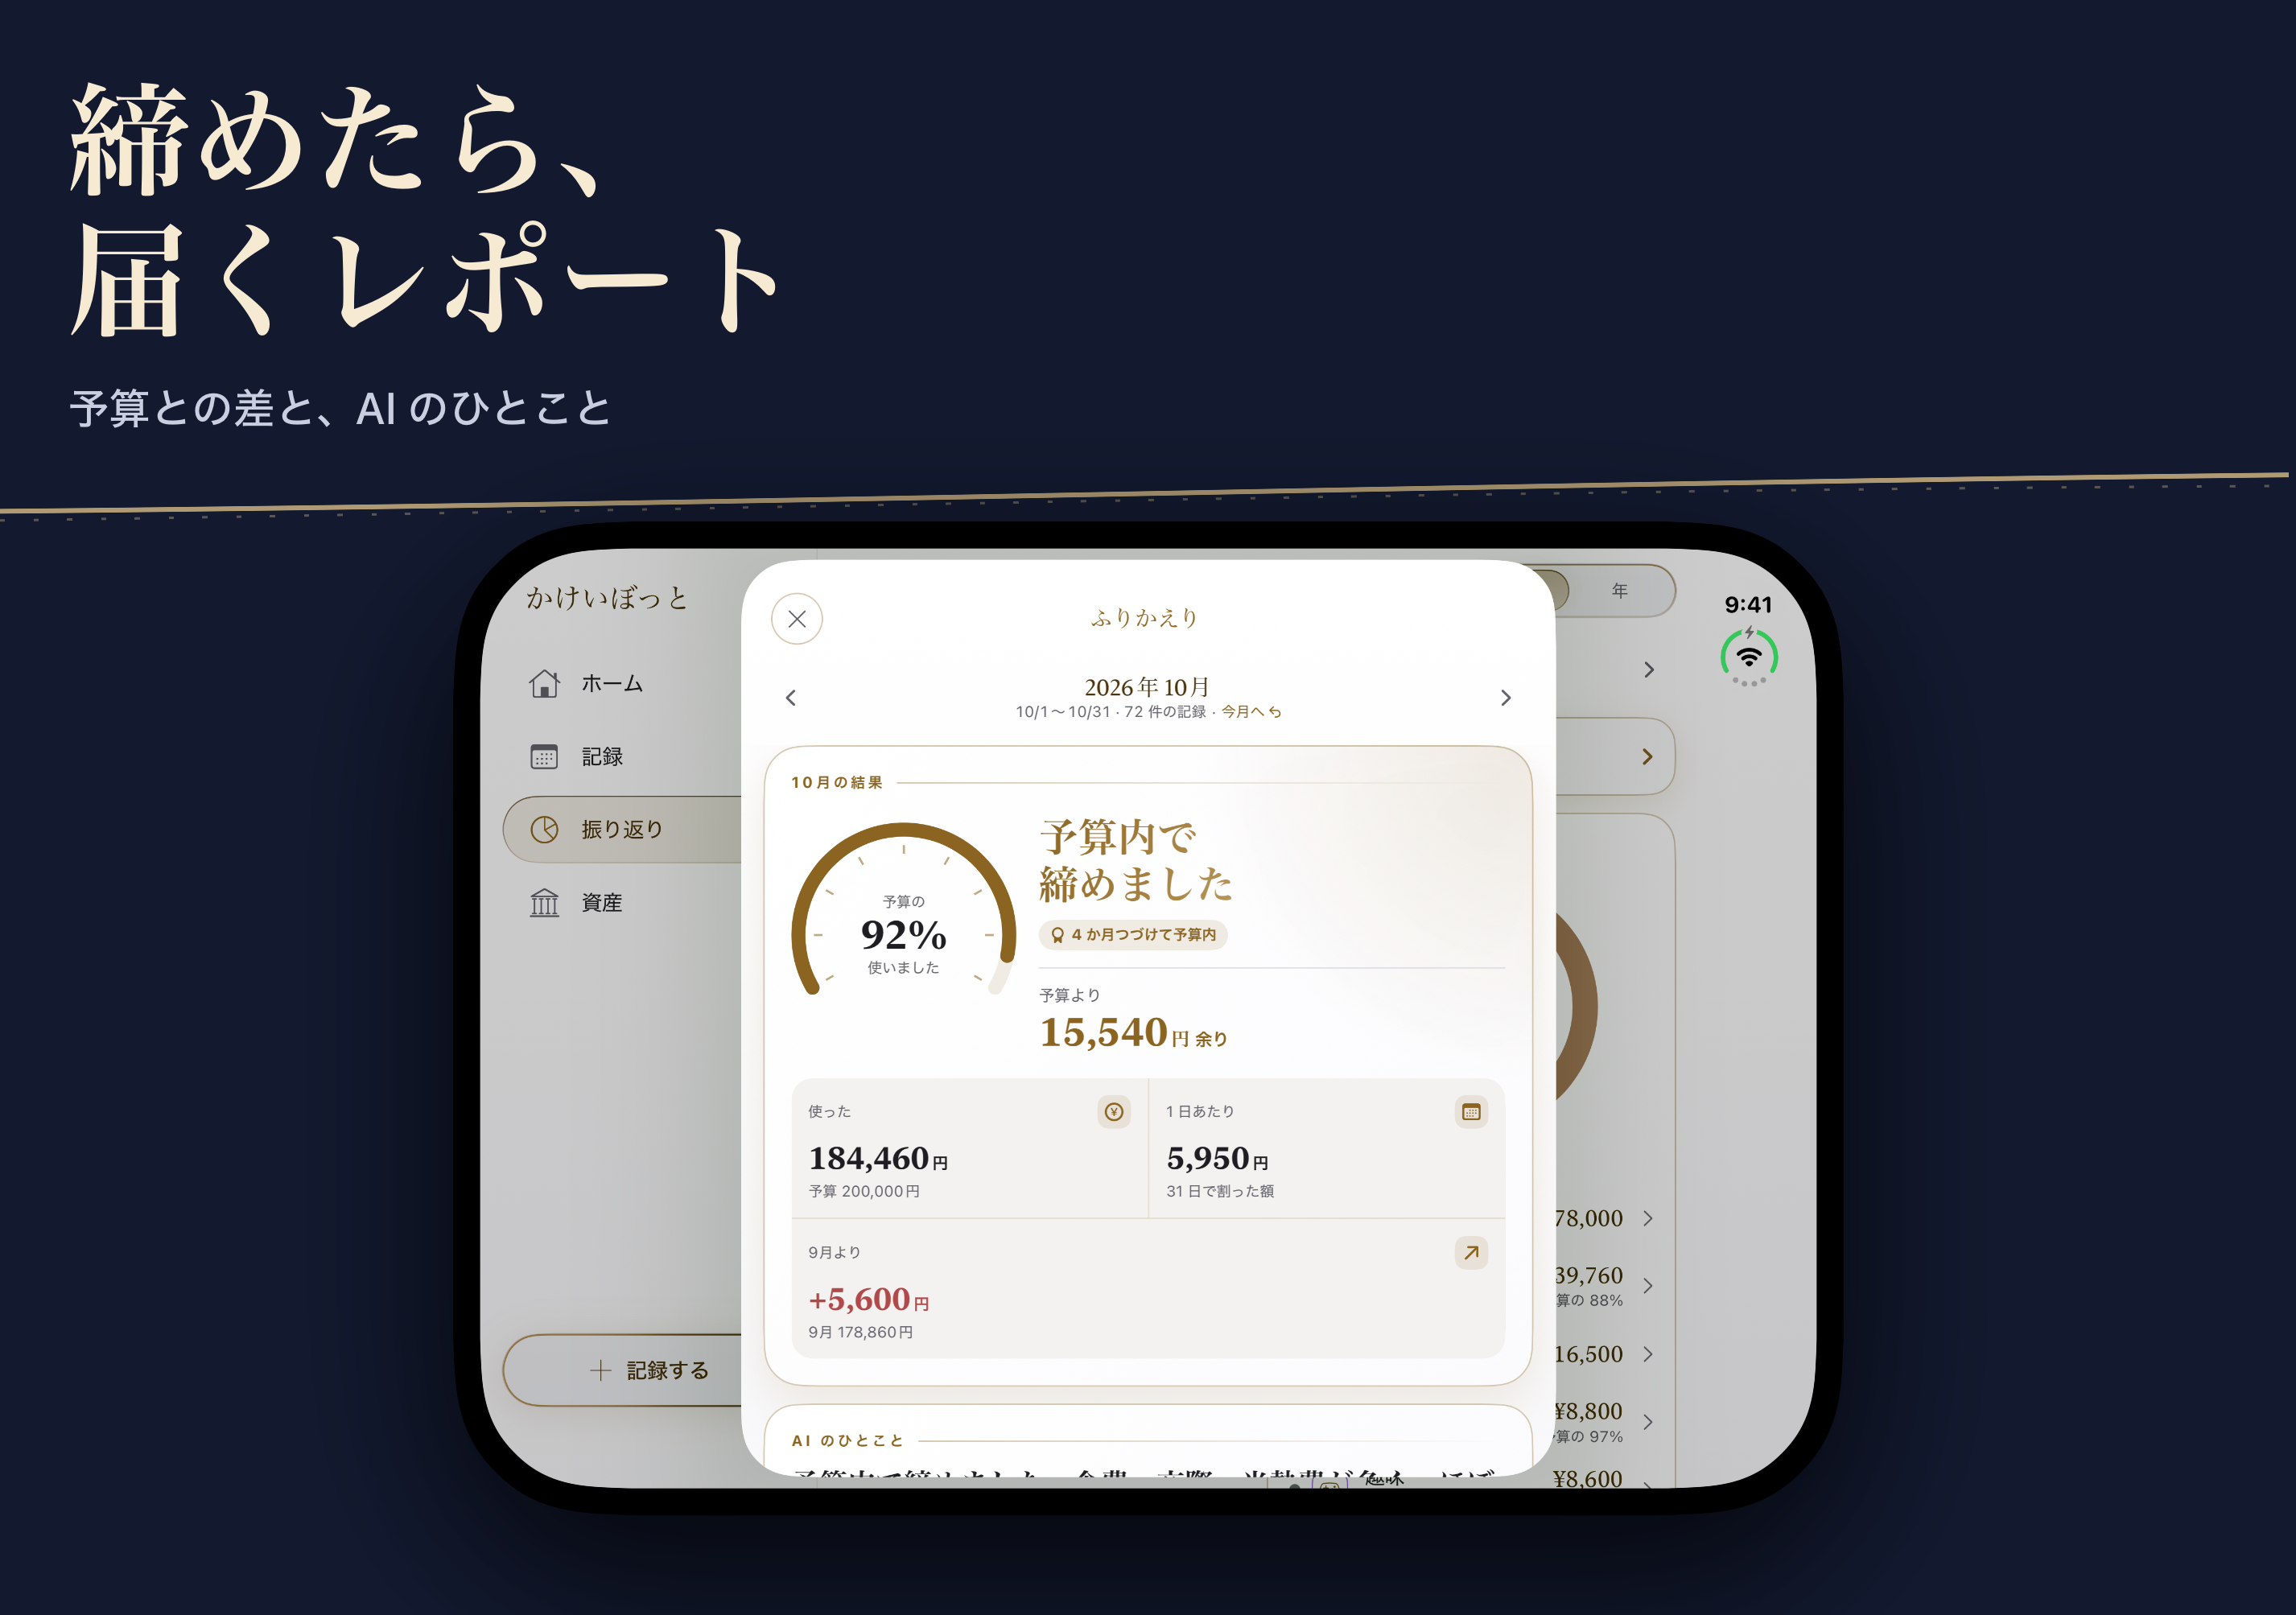 締めたら、
届くレポート
予算との差と、AI のひとこと
かけいぼっと
ホーム
記録
振り返り
資産
記録する
ふりかえり
2026年 10月
10/1〜10/31 · 72 件の記録 · 今月へ
10月の結果
予算の
92%
使いました
予算内で
締めました
4 か月つづけて予算内
予算より
15,540円 余り
使った
184,460円
予算 200,000円
1 日あたり
5,950円
31 日で割った額
9月より
+5,600円
9月 178,860円
AI のひとこと
年
9:41
78,000
39,760
算の 88%
16,500
¥8,800
算の 97%
¥8,600